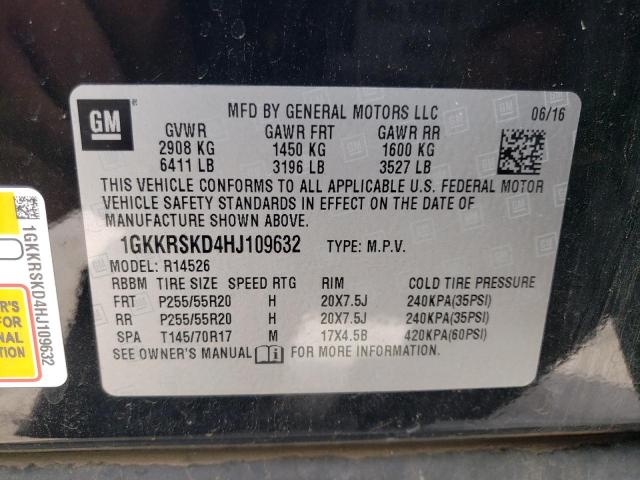 GM
MFD BY GENERAL MOTORS LLC 06/16
GVWR GAWR FRT GAWR RR
2908 KG 1450 KG 1600 KG
6411 LB 3196 LB 3527 LB
THIS VEHICLE CONFORMS TO ALL APPLICABLE U.S. FEDERAL MOTOR
VEHICLE SAFETY STANDARDS IN EFFECT ON THE DATE OF
MANUFACTURE SHOWN ABOVE.
1GKKRSKD4HJ109632 TYPE: M.P.V.
MODEL: R14526
RBBM TIRE SIZE SPEED RTG RIM COLD TIRE PRESSURE
FRT P255/55R20 H 20X7.5J 240KPA(35PSI)
RR P255/55R20 H 20X7.5J 240KPA(35PSI)
SPA T145/70R17 M 17X4.5B 420KPA(60PSI)
SEE OWNER'S MANUAL i FOR MORE INFORMATION.
1GKKRSKD4HJ109632
ER'S
FOR
NAL
TION